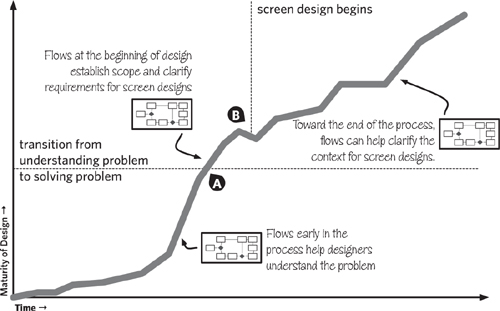 screen design begins
Flows at the beginning of design
establish scope and clarify
requirements for screen designs
B
Toward the end of the process,
flows can help clarify the
context for screen designs.
transition from
understanding problem
to solving problem
A
Flows early in the
process help designers
understand the problem
Maturity of Design →
Time →